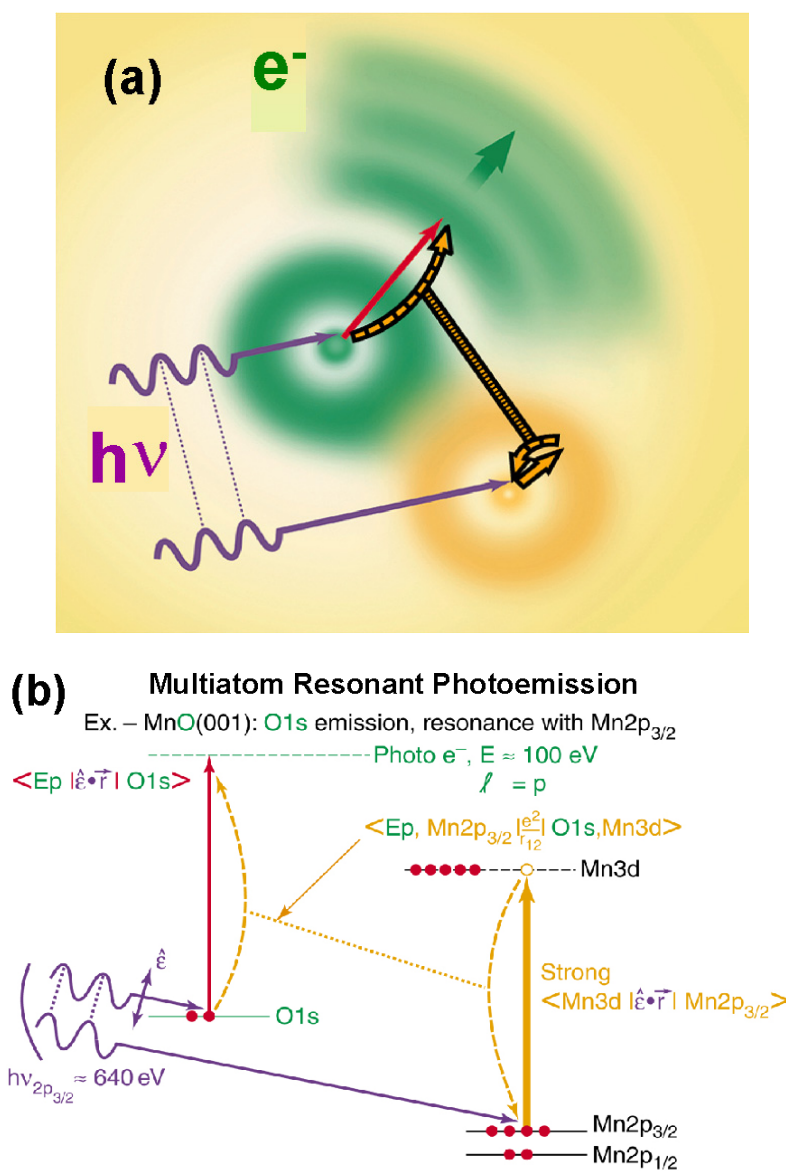 (a)
e⁻
hν
(b)
Multiatom Resonant Photoemission
Ex. – MnO(001): O1s emission, resonance with Mn2p₃/₂
Photo e⁻, E ≈ 100 eV
ℓ = p
<Ep |ε̂•r⃗ | O1s>
<Ep, Mn2p₃/₂ |e²/r₁₂| O1s,Mn3d>
Mn3d
ε̂
Strong
<Mn3d |ε̂•r⃗ | Mn2p₃/₂>
O1s
hν₂p₃/₂ ≈ 640 eV
Mn2p₃/₂
Mn2p₁/₂